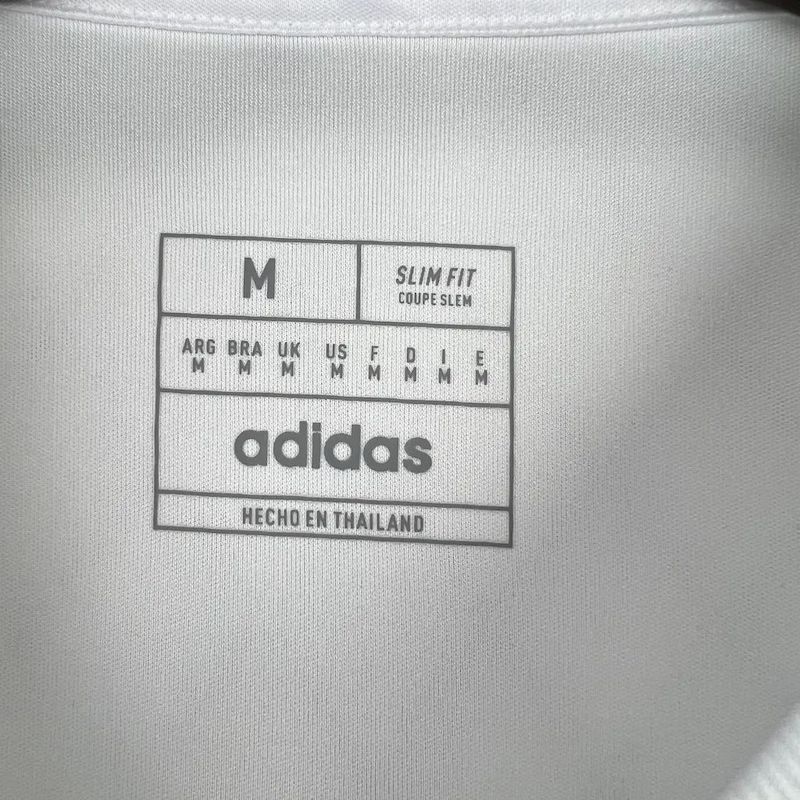 M
SLIM FIT
COUPE SLEM
ARG BRA UK US F D I E
M M M M M M M M
adidas
HECHO EN THAILAND